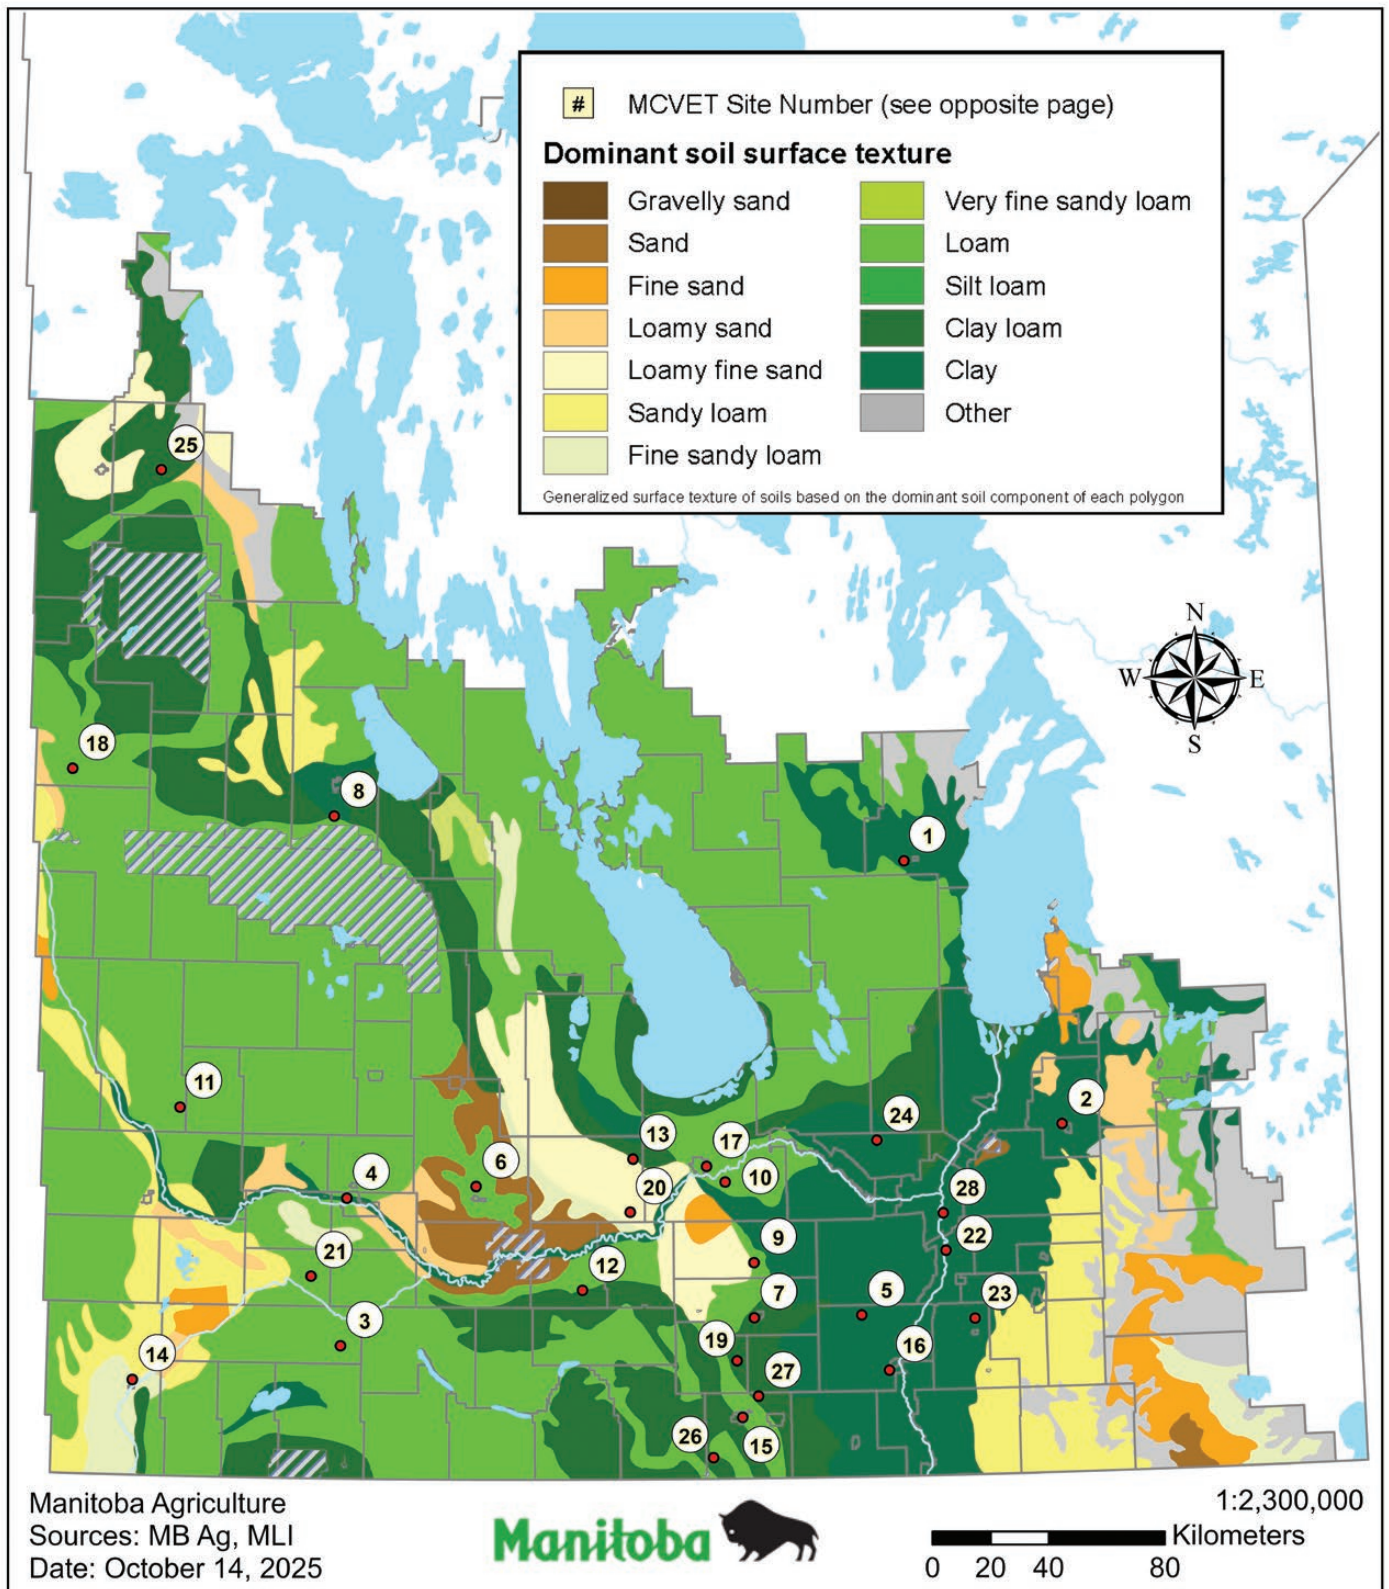 # MCVET Site Number (see opposite page)
Dominant soil surface texture
Gravelly sand
Sand
Fine sand
Loamy sand
Loamy fine sand
Sandy loam
Fine sandy loam
Very fine sandy loam
Loam
Silt loam
Clay loam
Clay
Other
Generalized surface texture of soils based on the dominant soil component of each polygon
25
N
W E
S
18
8
1
11
2
24
13
17
6
4
20
10
28
9
22
21
12
7
5
23
3
19
16
14
27
26
15
Manitoba Agriculture
Sources: MB Ag, MLI
Date: October 14, 2025
Manitoba
1:2,300,000
Kilometers
0 20 40 80